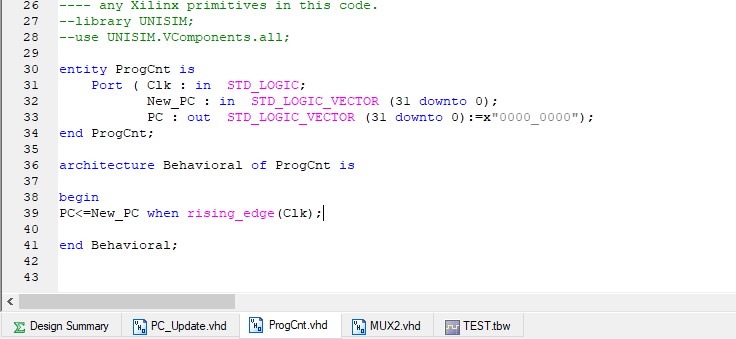 26 ---- any Xilinx primitives in this code.
27 --library UNISIM;
28 --use UNISIM.VComponents.all;
29
30 entity ProgCnt is
31 Port ( Clk : in STD_LOGIC;
32 New_PC : in STD_LOGIC_VECTOR (31 downto 0);
33 PC : out STD_LOGIC_VECTOR (31 downto 0):=x"0000_0000");
34 end ProgCnt;
35
36 architecture Behavioral of ProgCnt is
37
38 begin
39 PC<=New_PC when rising_edge(Clk);
40
41 end Behavioral;
42
43
Design Summary PC_Update.vhd ProgCnt.vhd MUX2.vhd TEST.tbw